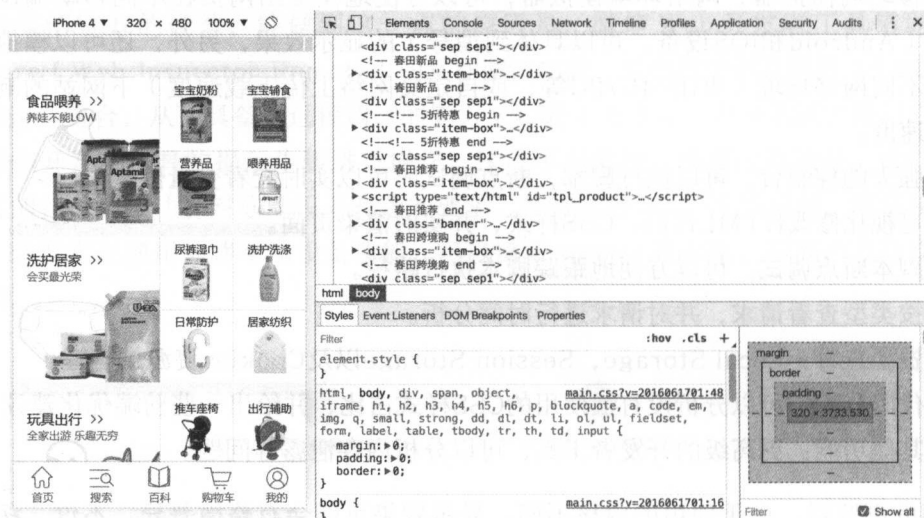 iPhone 4 ▼ 320 × 480 100% ▼
食品喂养 >>
养娃不能LOW
宝宝奶粉
宝宝辅食
Aptamil
营养品
喂养用品
洗护居家 >>
会买最光荣
尿裤湿巾
洗护洗涤
日常防护
居家纺织
玩具出行 >>
全家出游 乐趣无穷
推车座椅
出行辅助
首页
搜索
百科
购物车
我的
Elements Console Sources Network Timeline Profiles Application Security Audits
<div class="sep sep1"></div>
<!-- 春田新品 begin -->
▶<div class="item-box">…</div>
<!-- 春田新品 end -->
<div class="sep sep1"></div>
<!--<!-- 5折特惠 begin -->
▶<div class="item-box">…</div>
<!-- 5折特惠 end -->
<div class="sep sep1"></div>
<!-- 春田推荐 begin -->
▶<div class="item-box">…</div>
▶<script type="text/html" id="tpl_product">…</script>
<!-- 春田推荐 end -->
▶<div class="banner">…</div>
<!-- 春田跨境购 begin -->
▶<div class="item-box">…</div>
<!-- 春田跨境购 end -->
<div class="sep sep1"></div>
html body
Styles Event Listeners DOM Breakpoints Properties
Filter :hov .cls +
element.style {
}
html, body, div, span, object, main.css?v=2016061701:48
iframe, h1, h2, h3, h4, h5, h6, p, blockquote, a, code, em,
img, q, small, strong, dd, dl, dt, li, ol, ul, fieldset,
form, label, table, tbody, tr, th, td, input {
margin:▶0;
padding:▶0;
border:▶0;
}
body { main.css?v=2016061701:16
margin –
border –
padding –
320 × 3733.530
Filter Show all